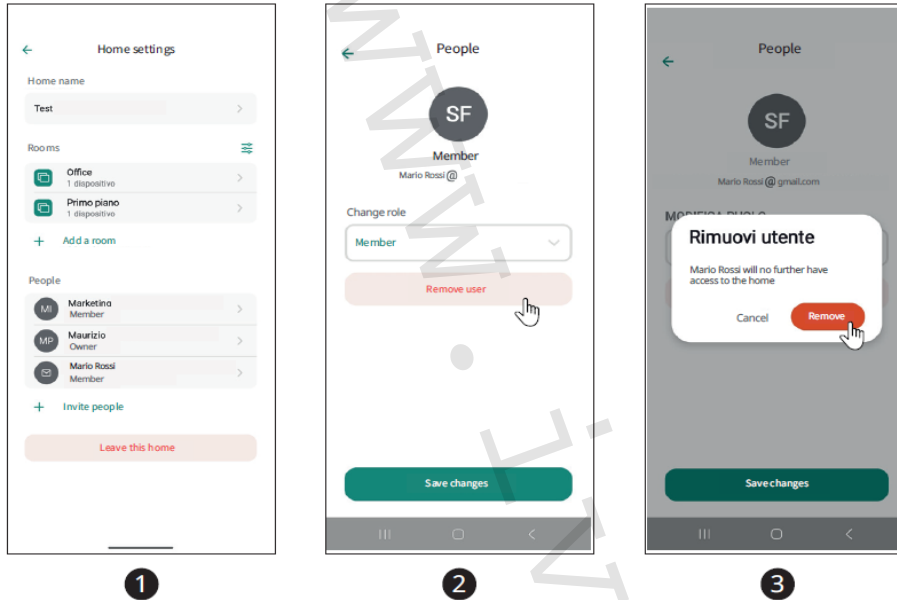 Home settings
Home name
Test
Rooms
Office
1 dispositivo
Primo piano
1 dispositivo
+ Add a room
People
MI
Marketing
Member
MP
Maurizio
Owner
Mario Rossi
Member
+ Invite people
Leave this home
1
People
SF
Member
Mario Rossi @
Change role
Member
Remove user
Save changes
2
People
SF
Member
Mario Rossi @ gmail.com
MODIFICA RUOLO
Rimuovi utente
Mario Rossi will no further have
access to the home
Cancel
Remove
Save changes
3